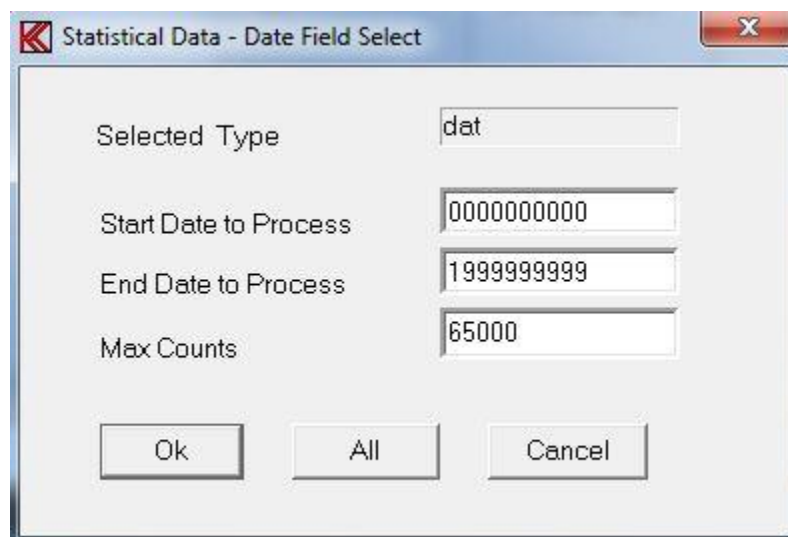 Statistical Data - Date Field Select
Selected Type dat
Start Date to Process 0000000000
End Date to Process 1999999999
Max Counts 65000
Ok All Cancel